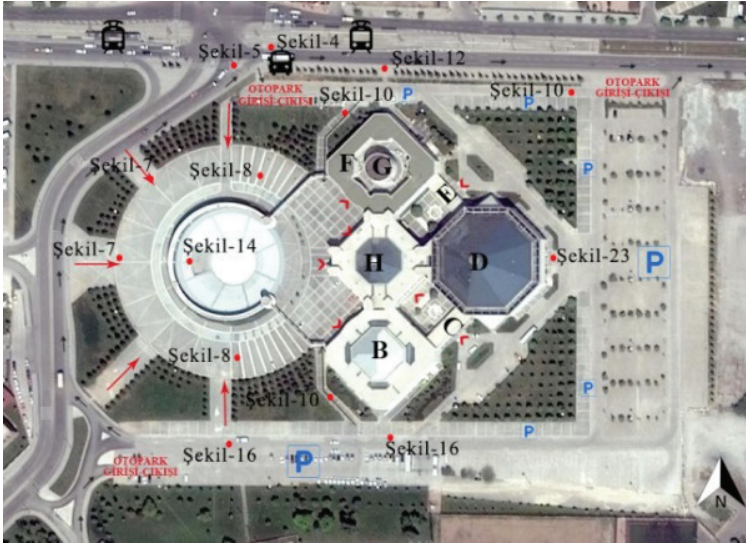 Şekil-4
Şekil-5
Şekil-12
OTOPARK
GİRİŞİ-ÇIKIŞI
OTOPARK
GİRİŞİ-ÇIKIŞI
Şekil-10
P
Şekil-10
P
Şekil-7
Şekil-8
F
G
P
E
Şekil-7
Şekil-14
H
D
Şekil-23
P
C
B
Şekil-8
P
Şekil-10
P
Şekil-16
Şekil-16
OTOPARK
GİRİŞİ-ÇIKIŞI
P
N